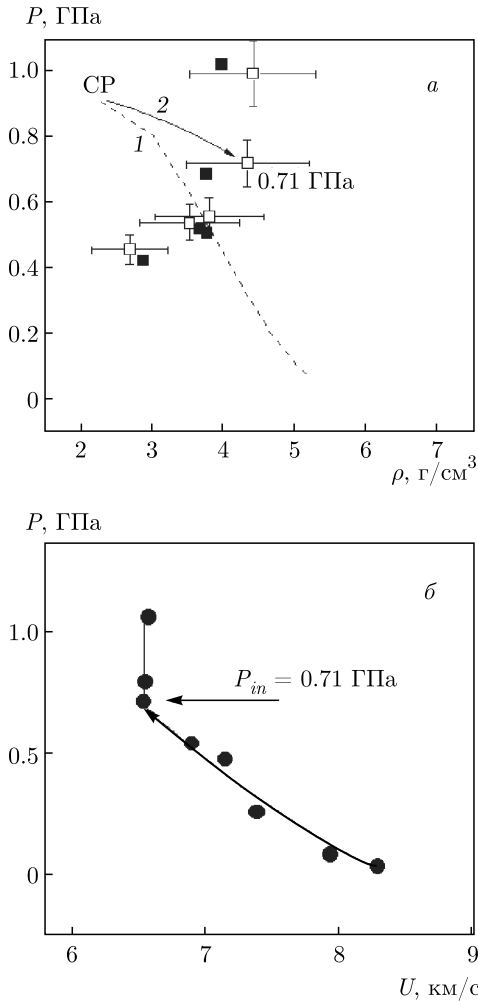 P, ГПа
1.0
0.8
0.6
0.4
0.2
0
CP
2
1
0.71 ГПа
а
2 3 4 5 6 7
ρ, г/см³
P, ГПа
1.0
0.5
0
б
P_in = 0.71 ГПа
6 7 8 9
U, км/с